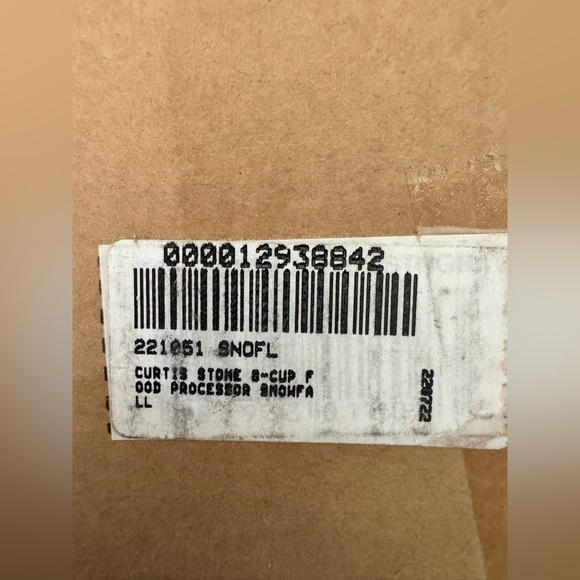 000012938842
221051 SNOFL
CURTIS STONE 8-CUP F
OOD PROCESSOR SNOWFA
LL
220722